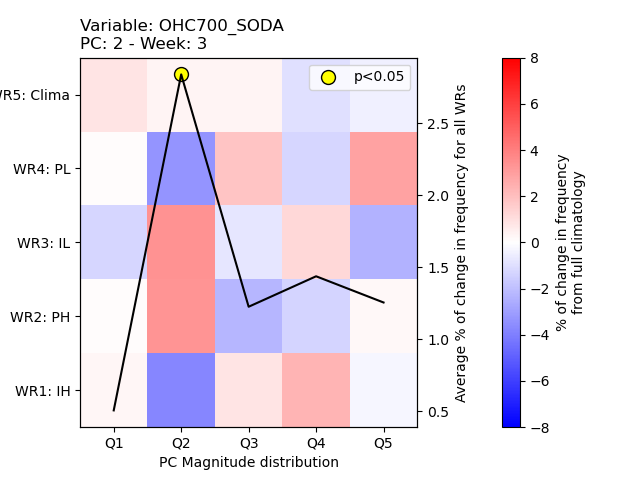 Variable: OHC700_SODA
PC: 2 - Week: 3
p<0.05
WR5: Clima
WR4: PL
WR3: IL
WR2: PH
WR1: IH
Q1 Q2 Q3 Q4 Q5
PC Magnitude distribution
2.5
2.0
1.5
1.0
0.5
Average % of change in frequency for all WRs
8
6
4
2
0
−2
−4
−6
−8
% of change in frequency
from full climatology